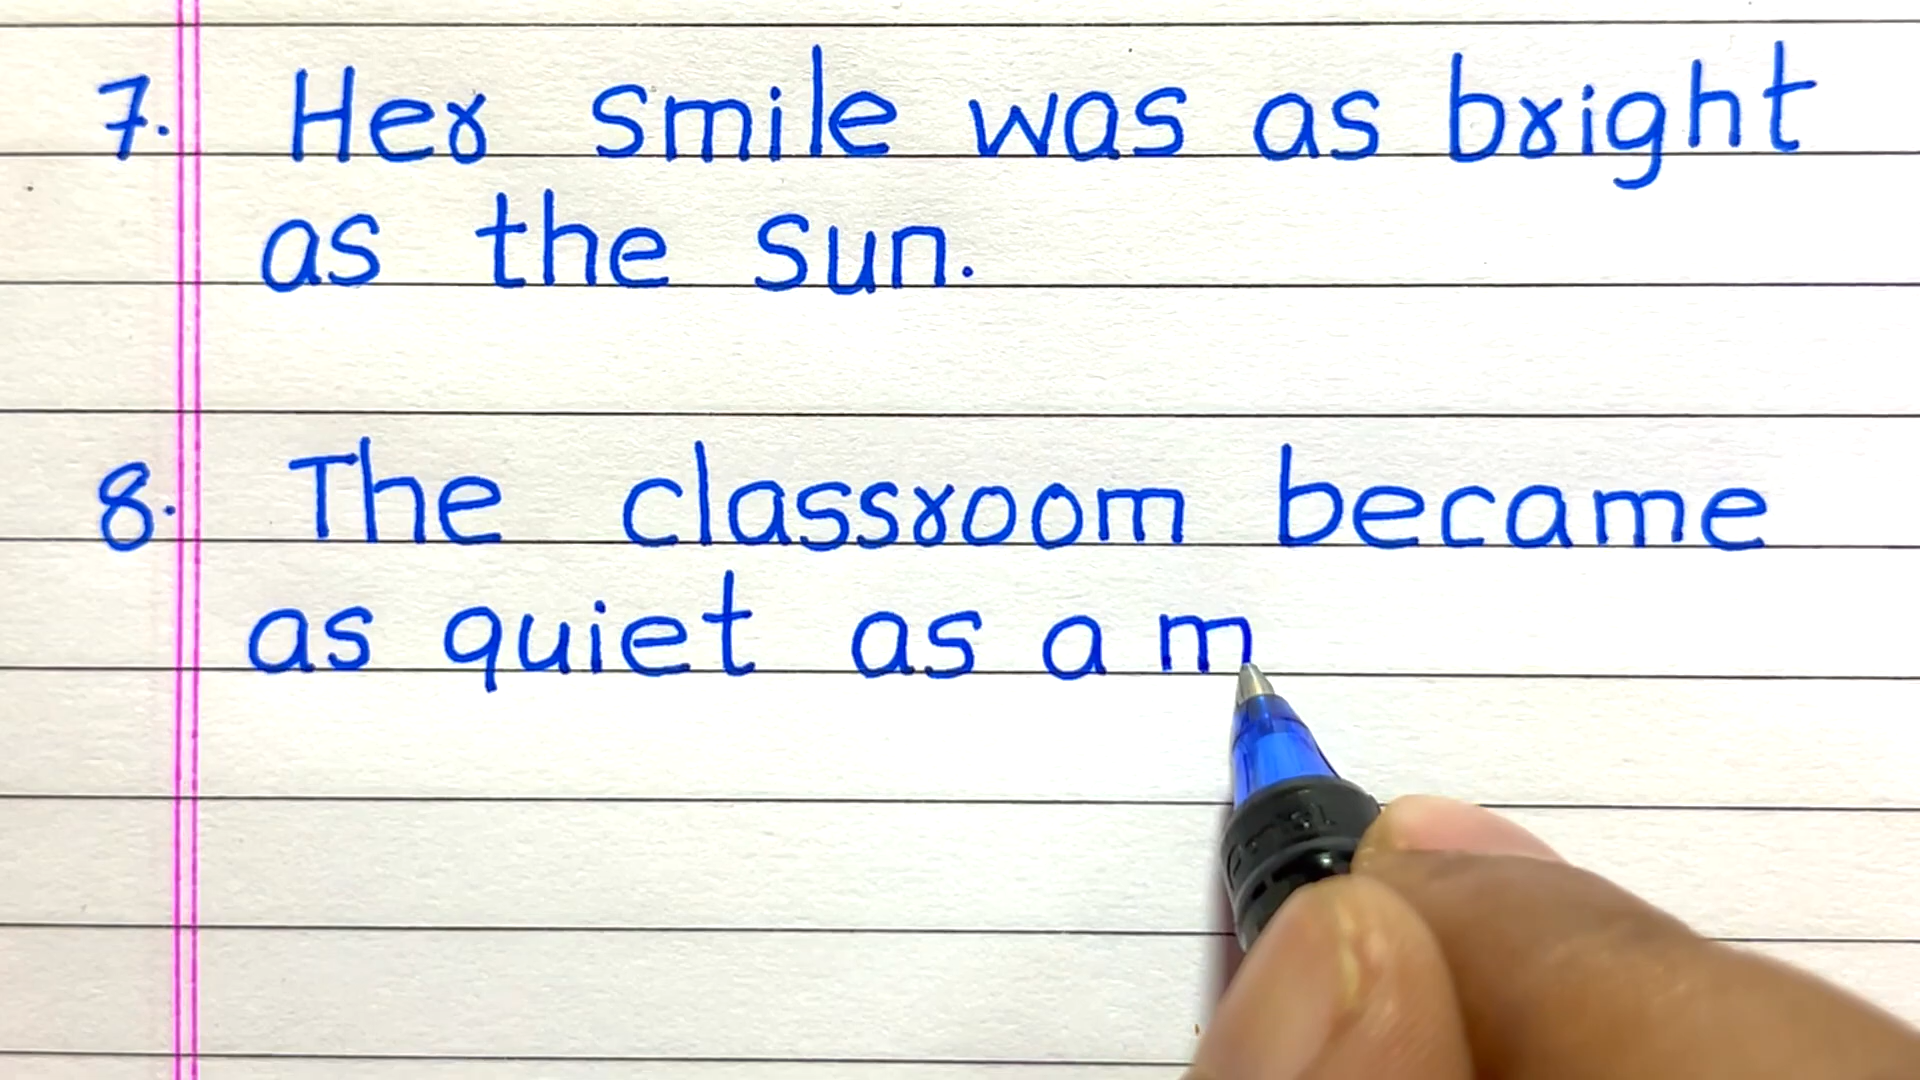 7. Her smile was as bright
as the sun.
8. The classroom became
as quiet as a m